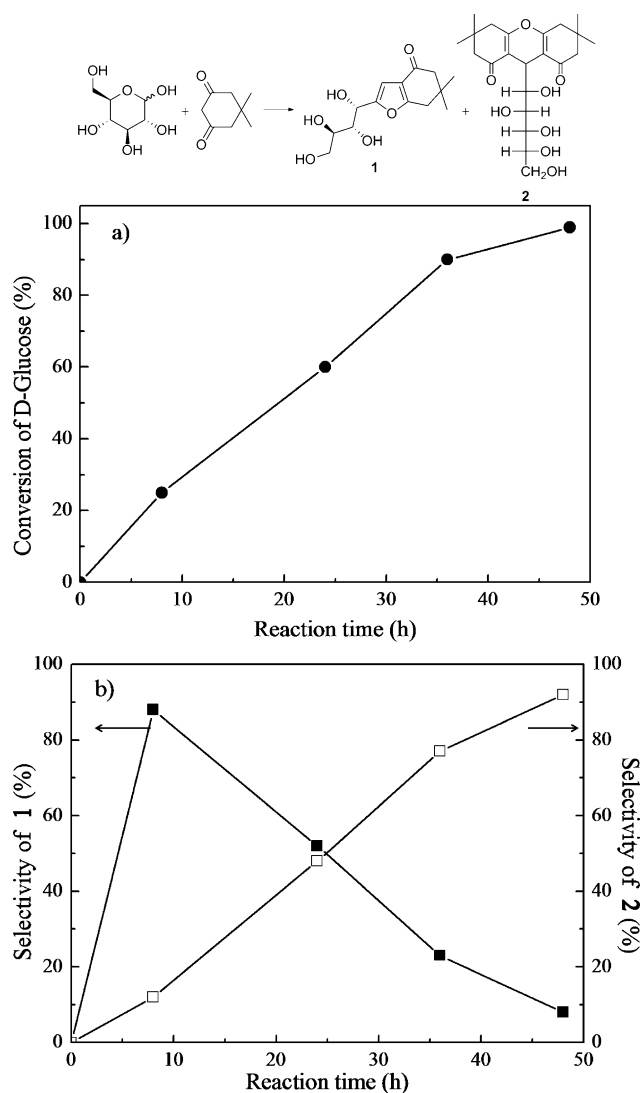 OH
O
OH
HO
OH
OH
+
O
O
O
OH
O
HO
OH
HO
1
+
O
O
O
H OH
HO H
H OH
H OH
CH2OH
2
a)
Conversion of D-Glucose (%)
100
80
60
40
20
0
0 10 20 30 40 50
Reaction time (h)
b)
Selectivity of 1 (%)
Selectivity of 2 (%)
100 100
80 80
60 60
40 40
20 20
0 0
0 10 20 30 40 50
Reaction time (h)